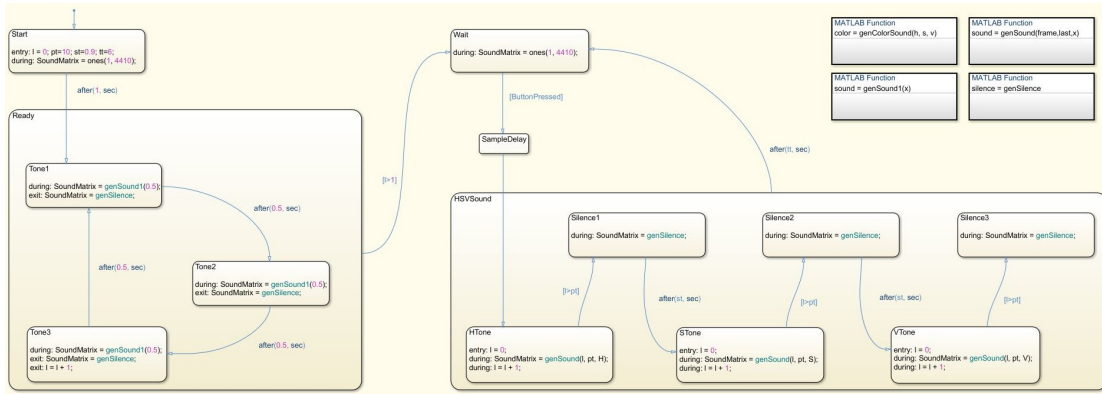 Start
entry: l = 0; pt=10; st=0.9; tt=6;
during: SoundMatrix = ones(1, 4410);
after(1, sec)
Ready
Tone1
during: SoundMatrix = genSound1(0.5);
exit: SoundMatrix = genSilence;
after(0.5, sec)
after(0.5, sec)
Tone2
during: SoundMatrix = genSound1(0.5);
exit: SoundMatrix = genSilence;
after(0.5, sec)
Tone3
during: SoundMatrix = genSound1(0.5);
exit: SoundMatrix = genSilence;
exit: l = l + 1;
[l>1]
Wait
during: SoundMatrix = ones(1, 4410);
[ButtonPressed]
SampleDelay
after(tt, sec)
HSVSound
Silence1
during: SoundMatrix = genSilence;
Silence2
during: SoundMatrix = genSilence;
Silence3
during: SoundMatrix = genSilence;
[l>pt]
after(st, sec)
[l>pt]
after(st, sec)
[l>pt]
HTone
entry: l = 0;
during: SoundMatrix = genSound(l, pt, H);
during: l = l + 1;
STone
entry: l = 0;
during: SoundMatrix = genSound(l, pt, S);
during: l = l + 1;
VTone
entry: l = 0;
during: SoundMatrix = genSound(l, pt, V);
during: l = l + 1;
MATLAB Function
color = genColorSound(h, s, v)
MATLAB Function
sound = genSound(frame,last,x)
MATLAB Function
sound = genSound1(x)
MATLAB Function
silence = genSilence